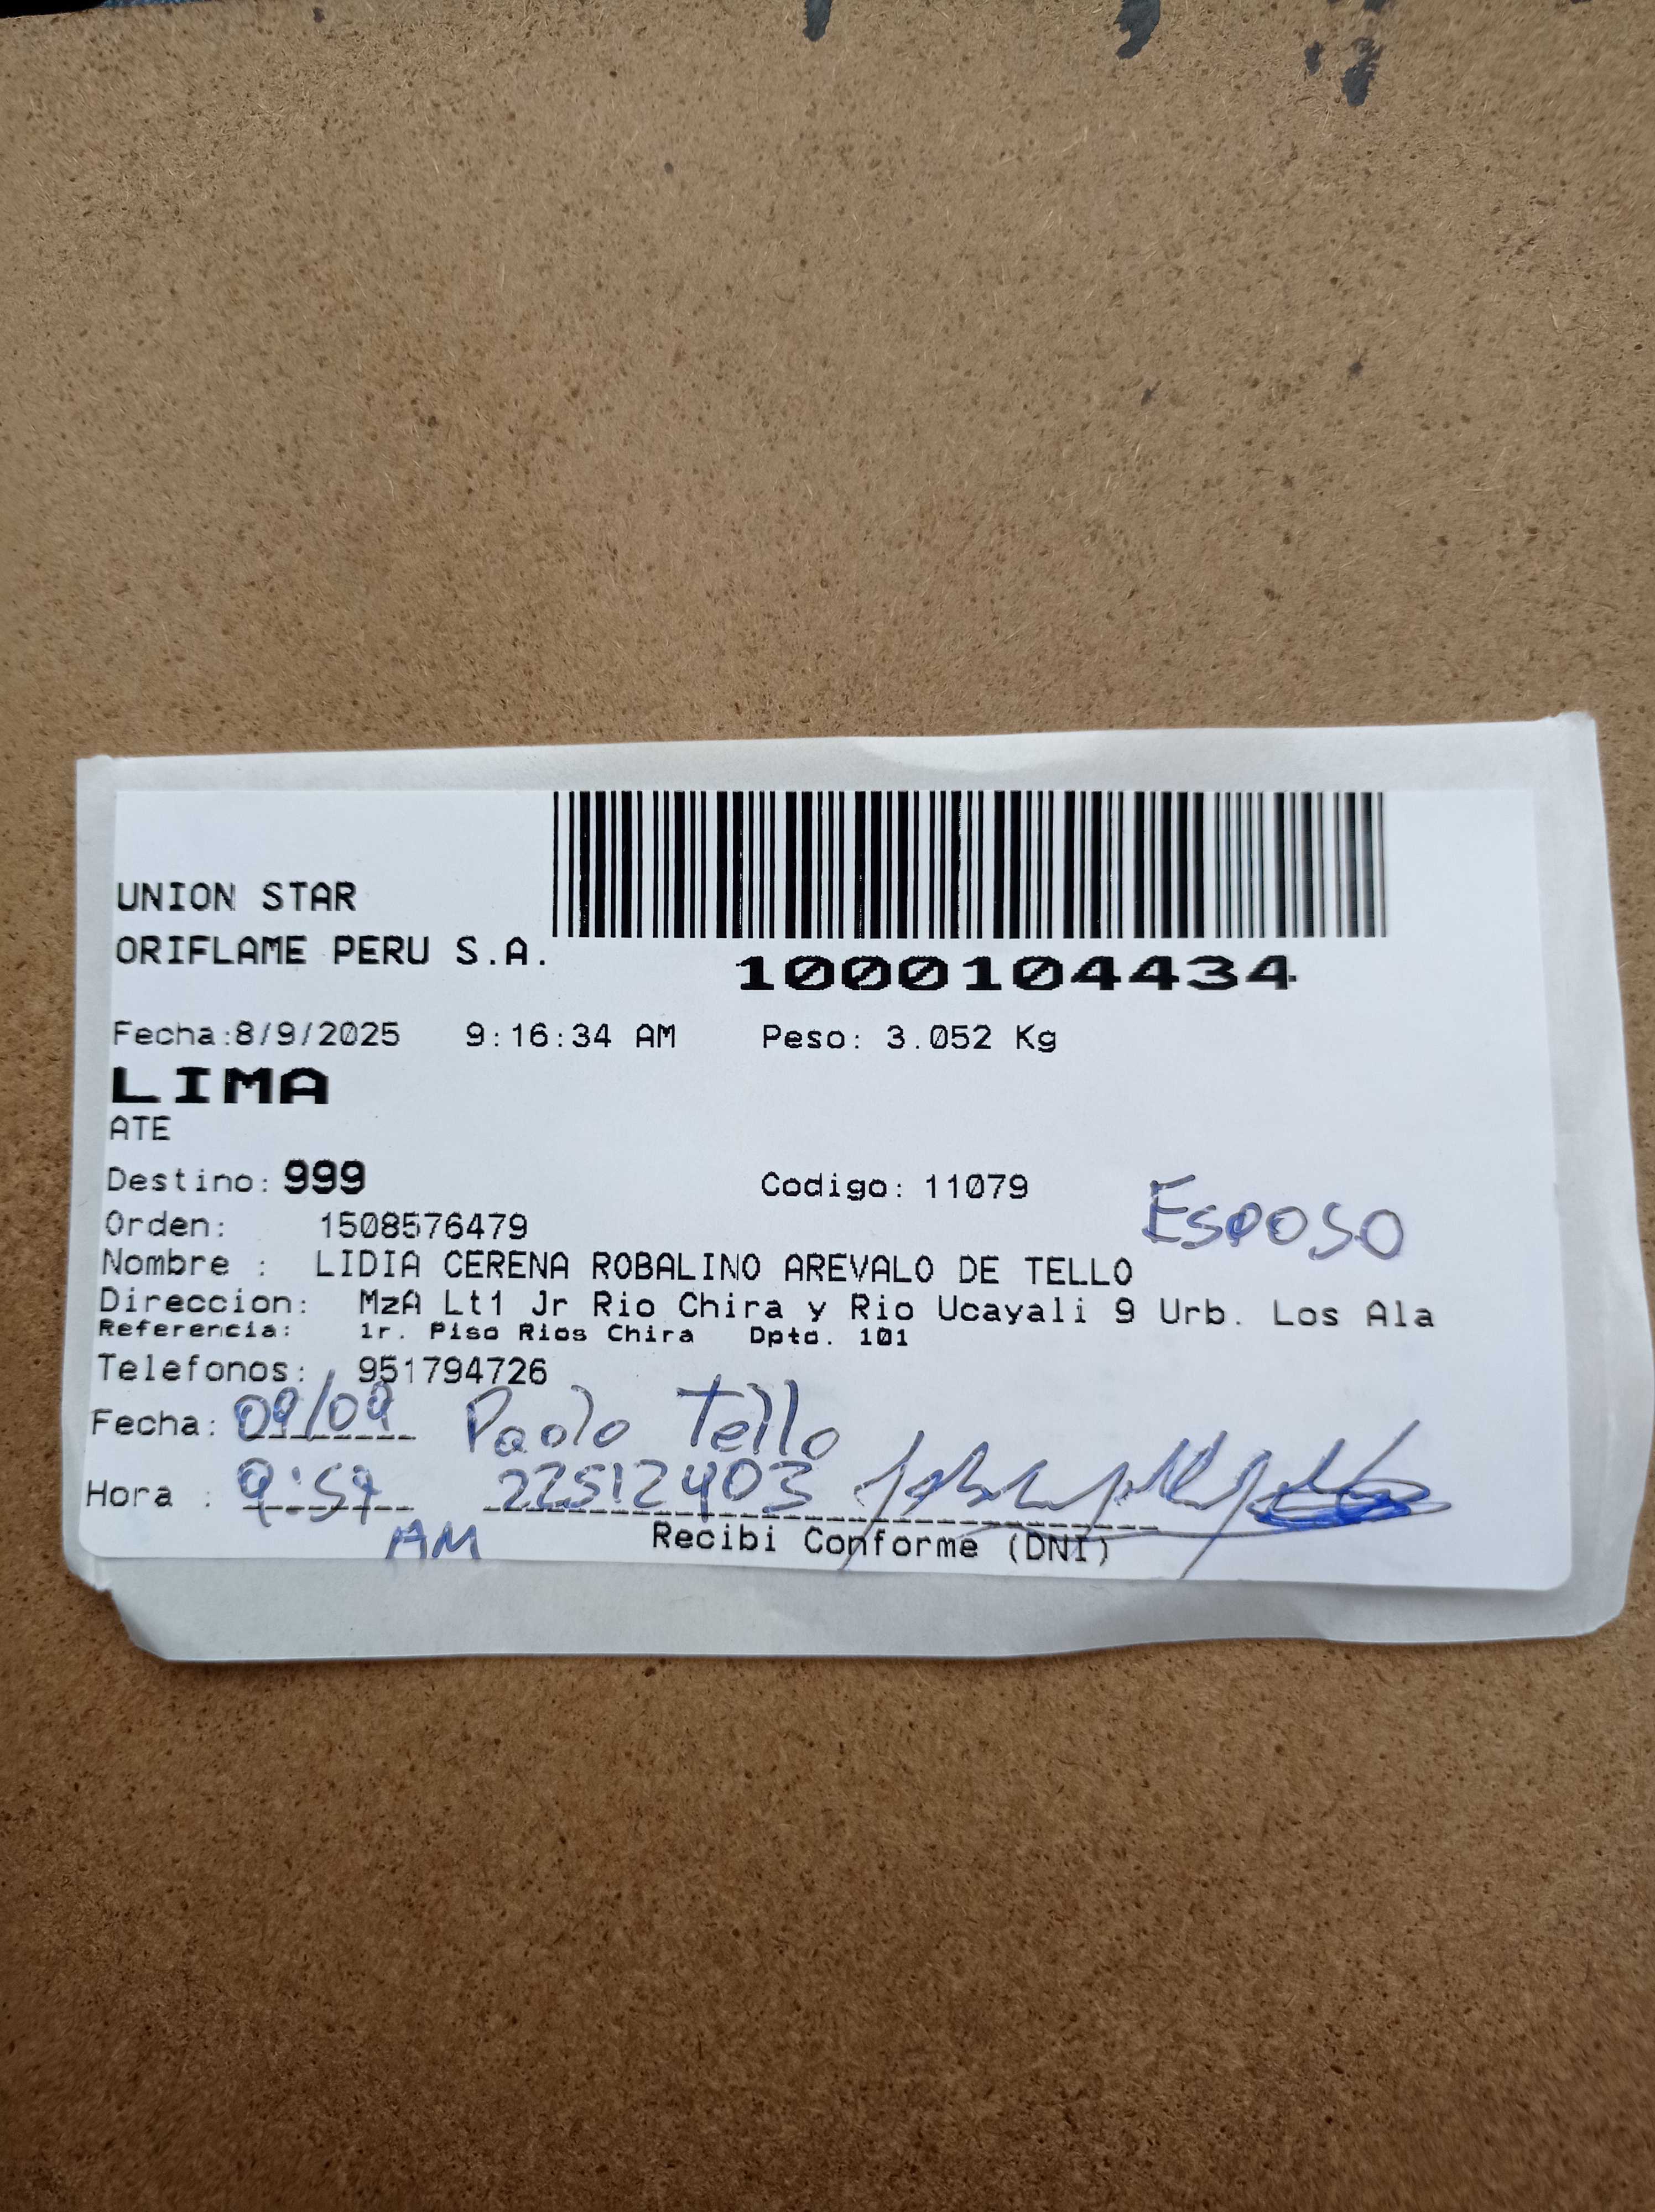 UNION STAR
ORIFLAME PERU S.A.
1000104434
Fecha:8/9/2025 9:16:34 AM Peso: 3.052 Kg
LIMA
ATE
Destino: 999 Codigo: 11079
Esposo
Orden: 1508576479
Nombre : LIDIA CERENA ROBALINO AREVALO DE TELLO
Direccion: MzA Lt1 Jr Rio Chira y Rio Ucayali 9 Urb. Los Ala
Referencia: 1r. Piso Rios Chira Dpto. 101
Telefonos: 951794726
Fecha: 09/09 Paolo Tello
Hora : 9:59 22512403
AM
Recibi Conforme (DNI)